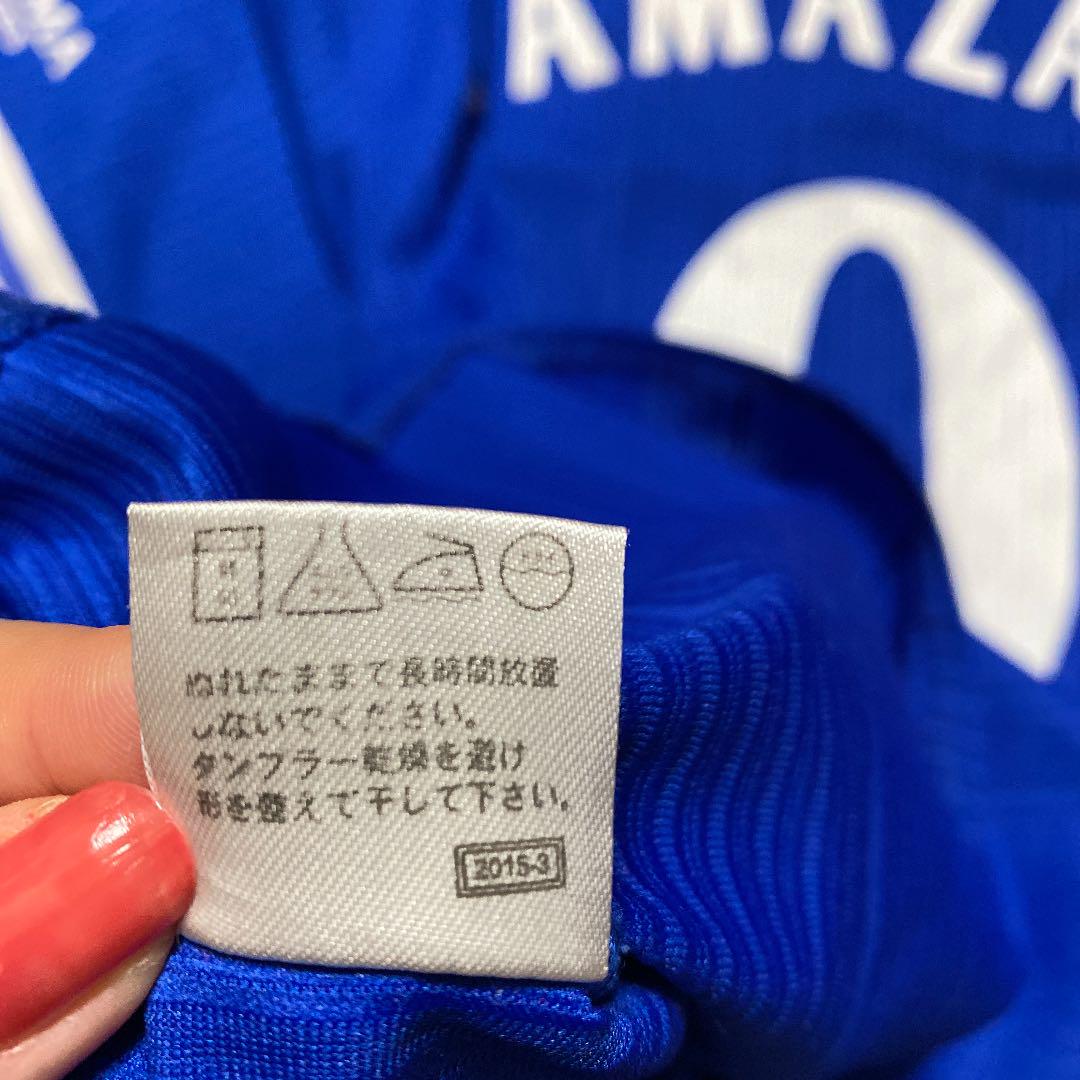 AMAZA
ぬれたままで長時間放置
しないでください。
タンブラー乾燥を避け
形を整えて干して下さい。
2015-3